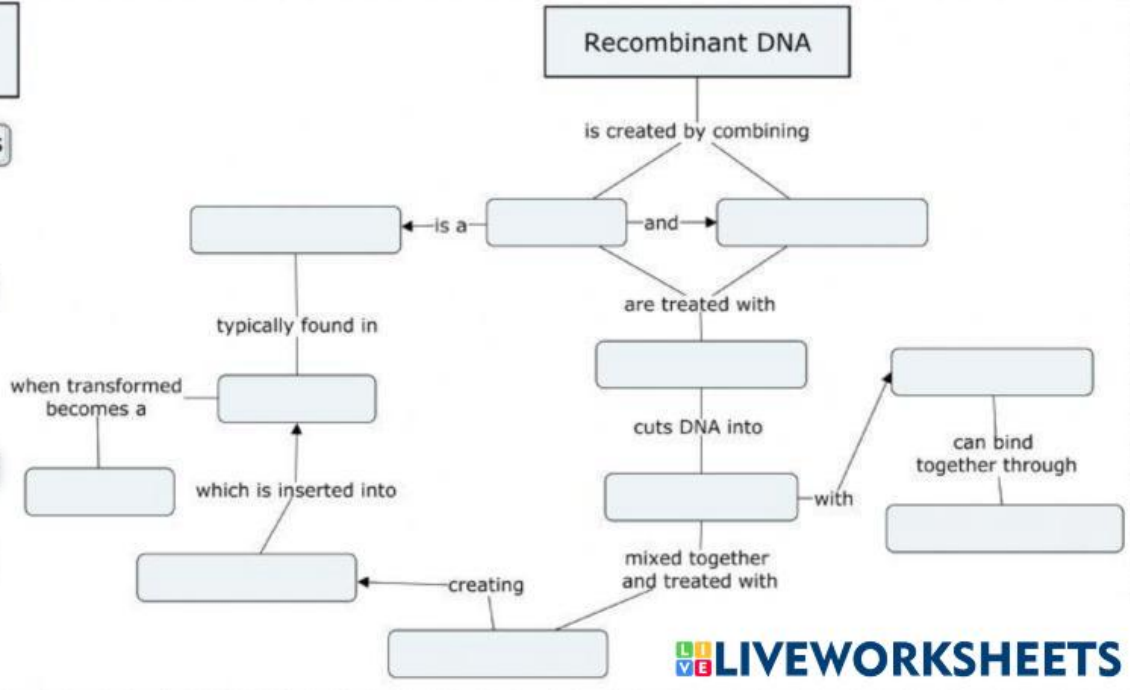 Recombinant DNA
is created by combining
is a
and
are treated with
typically found in
when transformed
becomes a
cuts DNA into
can bind
together through
which is inserted into
with
mixed together
and treated with
creating
LIVE LIVEWORKSHEETS